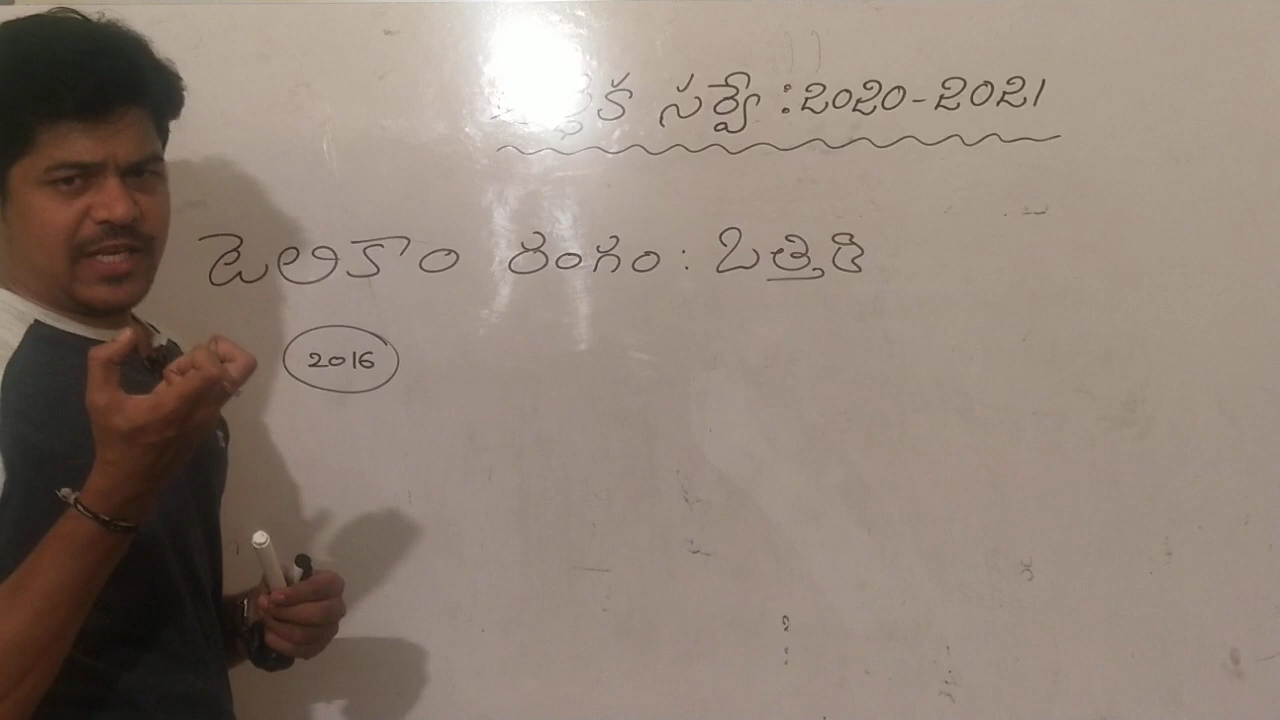 సర్వే : 2020-2021
టెలికాం రంగం : ఒత్తిడి
2016